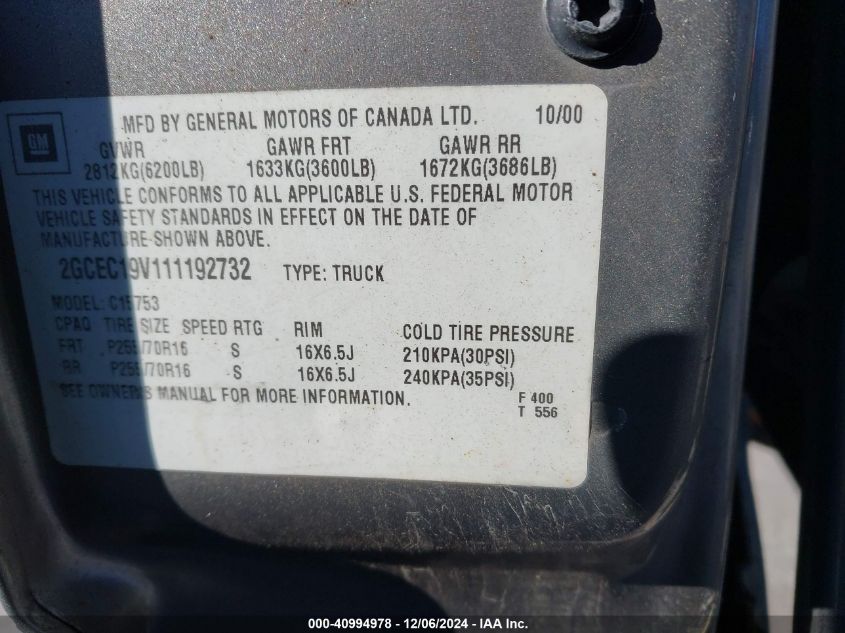 MFD BY GENERAL MOTORS OF CANADA LTD. 10/00
GM
GVWR GAWR FRT GAWR RR
2812KG(6200LB) 1633KG(3600LB) 1672KG(3686LB)
THIS VEHICLE CONFORMS TO ALL APPLICABLE U.S. FEDERAL MOTOR
VEHICLE SAFETY STANDARDS IN EFFECT ON THE DATE OF
MANUFACTURE SHOWN ABOVE.
2GCEC19V111192732 TYPE: TRUCK
MODEL: C15753
CPAQ TIRE SIZE SPEED RTG RIM COLD TIRE PRESSURE
FRT P255/70R16 S 16X6.5J 210KPA(30PSI)
RR P255/70R16 S 16X6.5J 240KPA(35PSI)
SEE OWNER'S MANUAL FOR MORE INFORMATION.
F 400
T 556
000-40994978 - 12/06/2024 - IAA Inc.